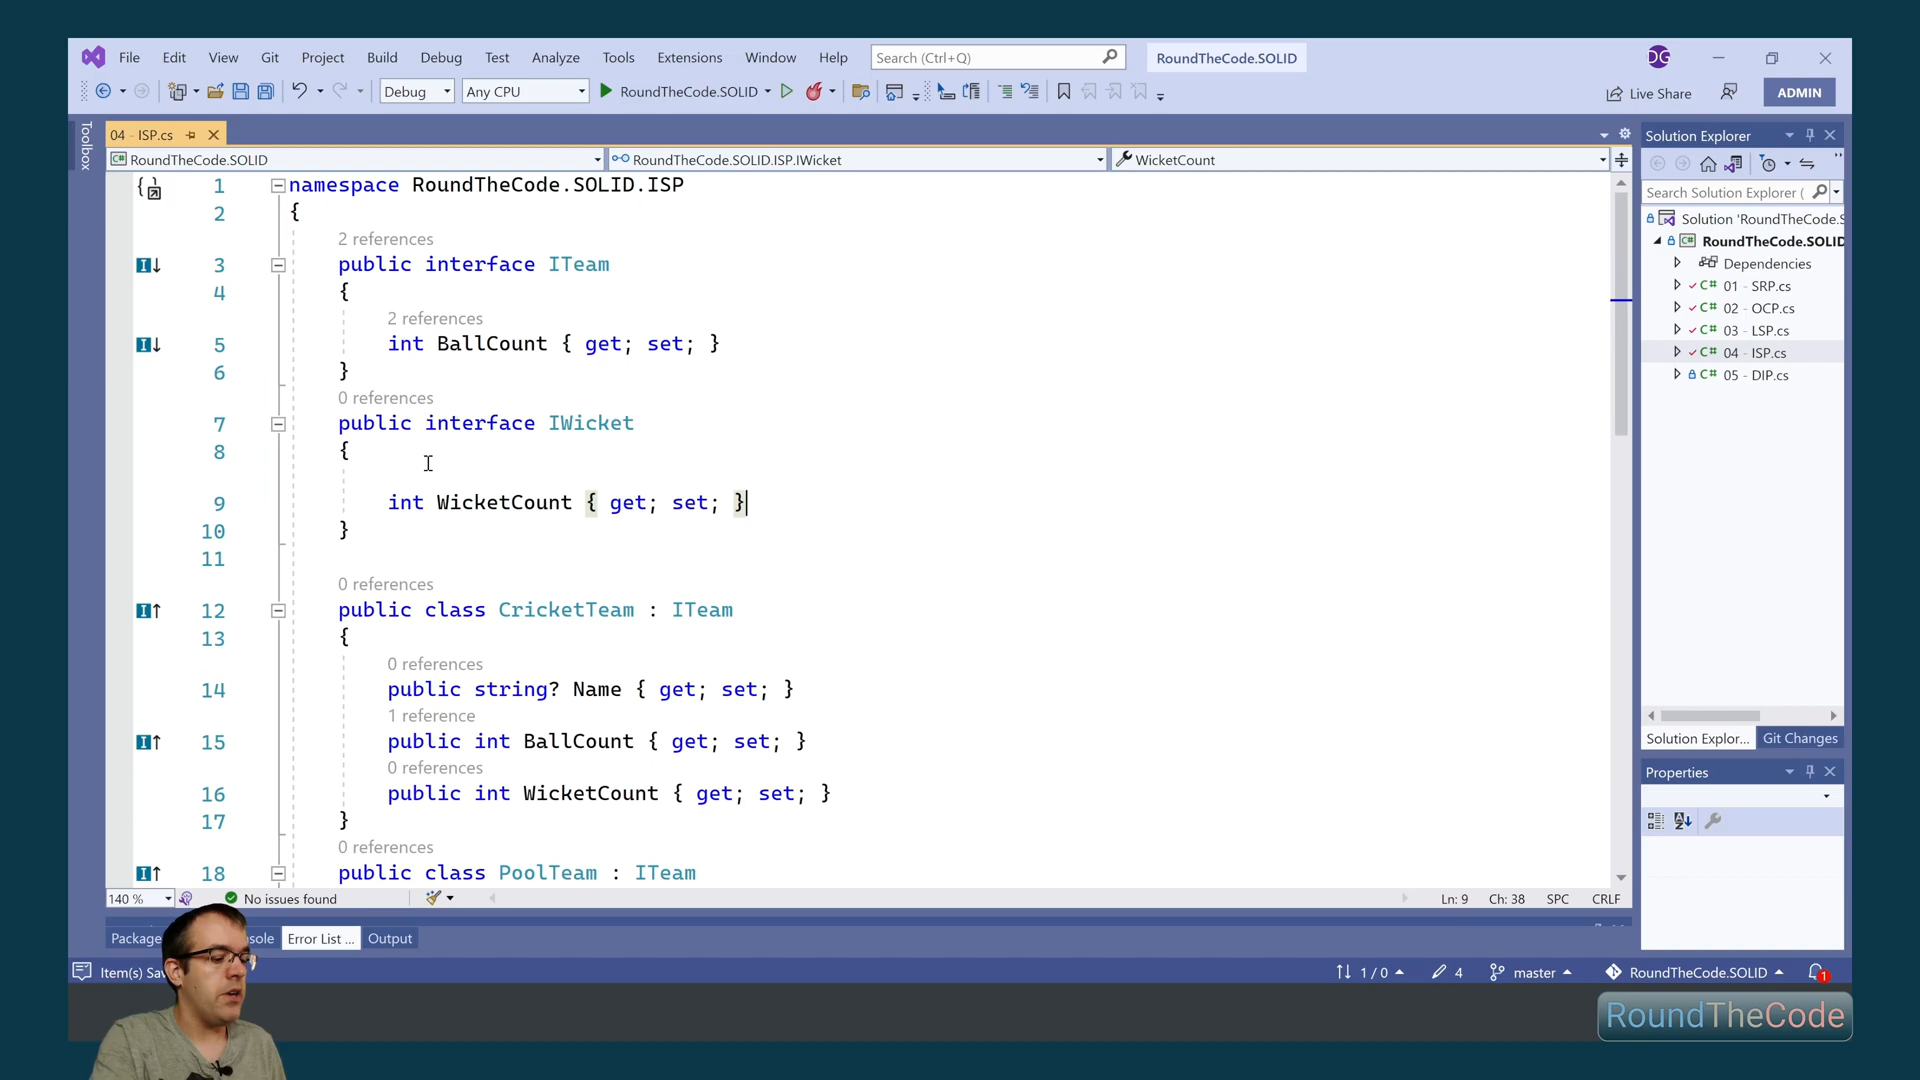 File Edit View Git Project Build Debug Test Analyze Tools Extensions Window Help Search (Ctrl+Q) RoundTheCode.SOLID DG
Debug Any CPU RoundTheCode.SOLID Live Share ADMIN
Toolbox
04 - ISP.cs
RoundTheCode.SOLID RoundTheCode.SOLID.ISP.IWicket WicketCount
1 namespace RoundTheCode.SOLID.ISP
2 {
2 references
3 public interface ITeam
4 {
2 references
5 int BallCount { get; set; }
6 }
0 references
7 public interface IWicket
8 {
9 int WicketCount { get; set; }
10 }
11
0 references
12 public class CricketTeam : ITeam
13 {
0 references
14 public string? Name { get; set; }
1 reference
15 public int BallCount { get; set; }
0 references
16 public int WicketCount { get; set; }
17 }
0 references
18 public class PoolTeam : ITeam
140 % No issues found Ln: 9 Ch: 38 SPC CRLF
Error List ... Output
1 / 0 4 master RoundTheCode.SOLID 1
Solution Explorer
Search Solution Explorer (
Solution 'RoundTheCode.S
RoundTheCode.SOLID
Dependencies
C# 01 - SRP.cs
C# 02 - OCP.cs
C# 03 - LSP.cs
C# 04 - ISP.cs
C# 05 - DIP.cs
Solution Explor... Git Changes
Properties
RoundTheCode